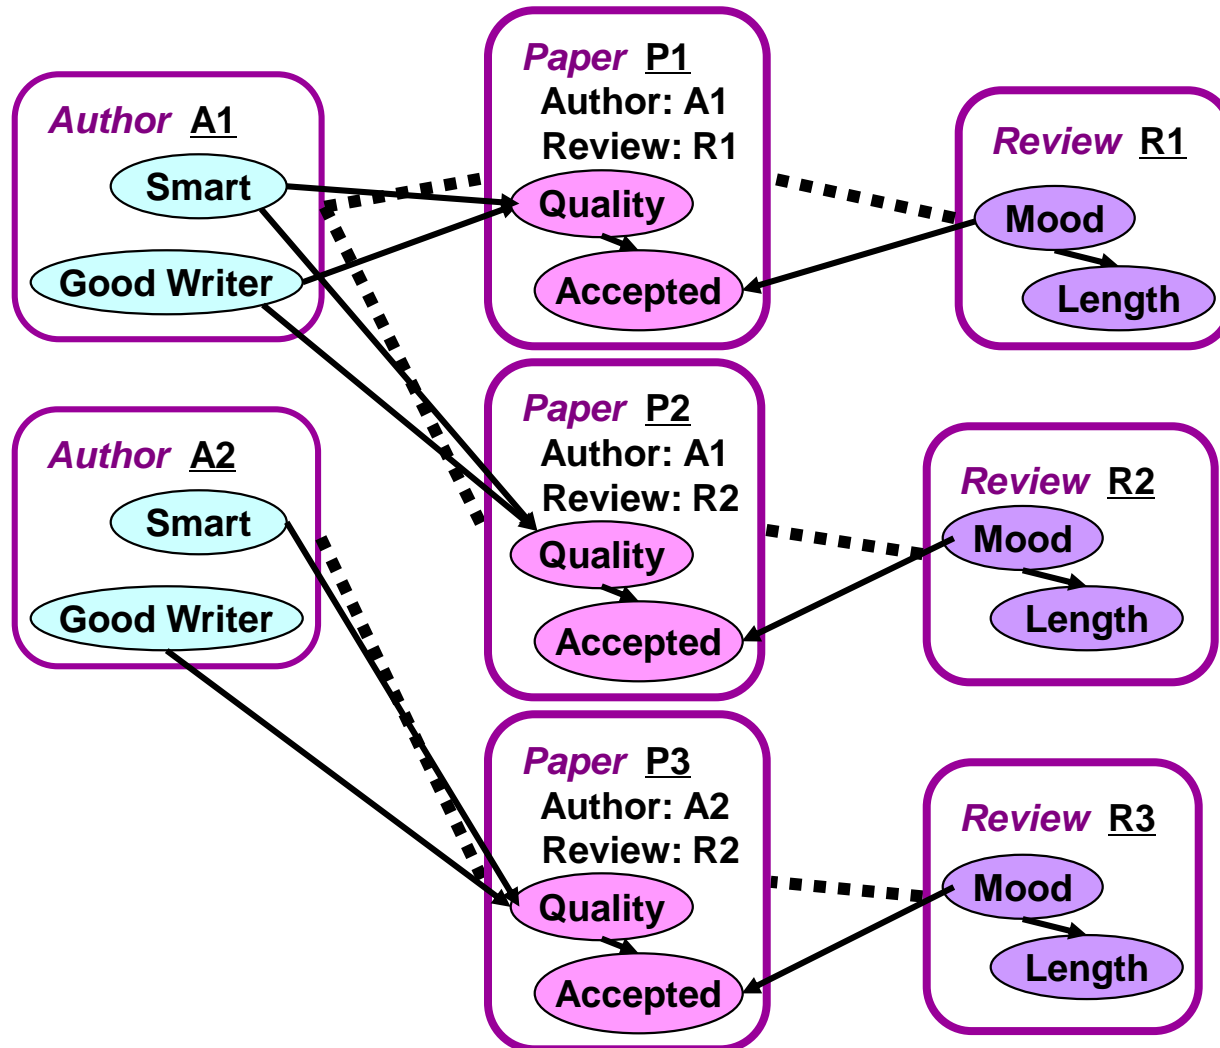 Author A1
Smart
Good Writer
Author A2
Smart
Good Writer
Paper P1
Author: A1
Review: R1
Quality
Accepted
Paper P2
Author: A1
Review: R2
Quality
Accepted
Paper P3
Author: A2
Review: R2
Quality
Accepted
Review R1
Mood
Length
Review R2
Mood
Length
Review R3
Mood
Length